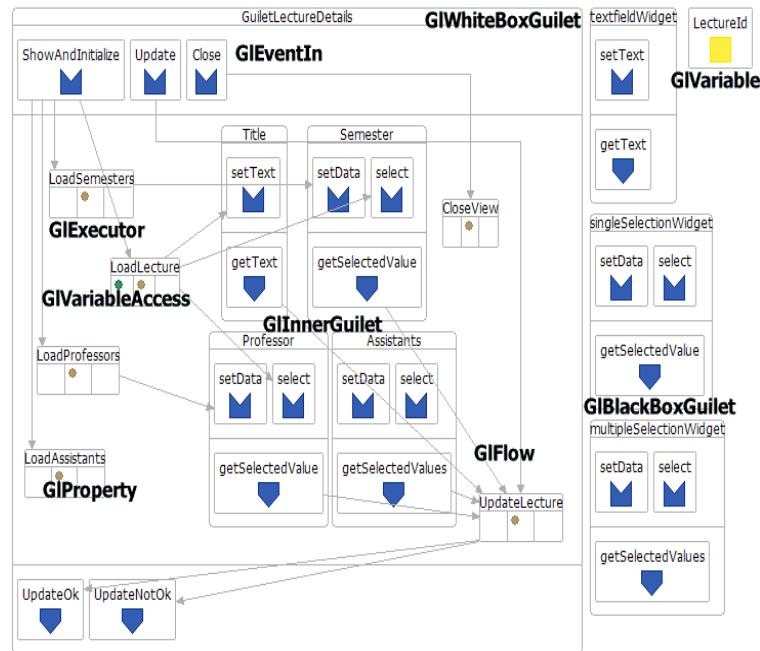 GuiletLectureDetails
GlWhiteBoxGuilet
textfieldWidget
LectureId
ShowAndInitialize
Update
Close
GlEventIn
setText
GlVariable
getText
Title
Semester
setText
setData
select
LoadSemesters
CloseView
GlExecutor
singleSelectionWidget
LoadLecture
getText
getSelectedValue
setData
select
GlVariableAccess
GlInnerGuilet
Professor
Assistants
getSelectedValue
LoadProfessors
setData
select
setData
select
GlBlackBoxGuilet
multipleSelectionWidget
LoadAssistants
GlFlow
getSelectedValue
getSelectedValues
setData
select
GlProperty
UpdateLecture
getSelectedValues
UpdateOk
UpdateNotOk